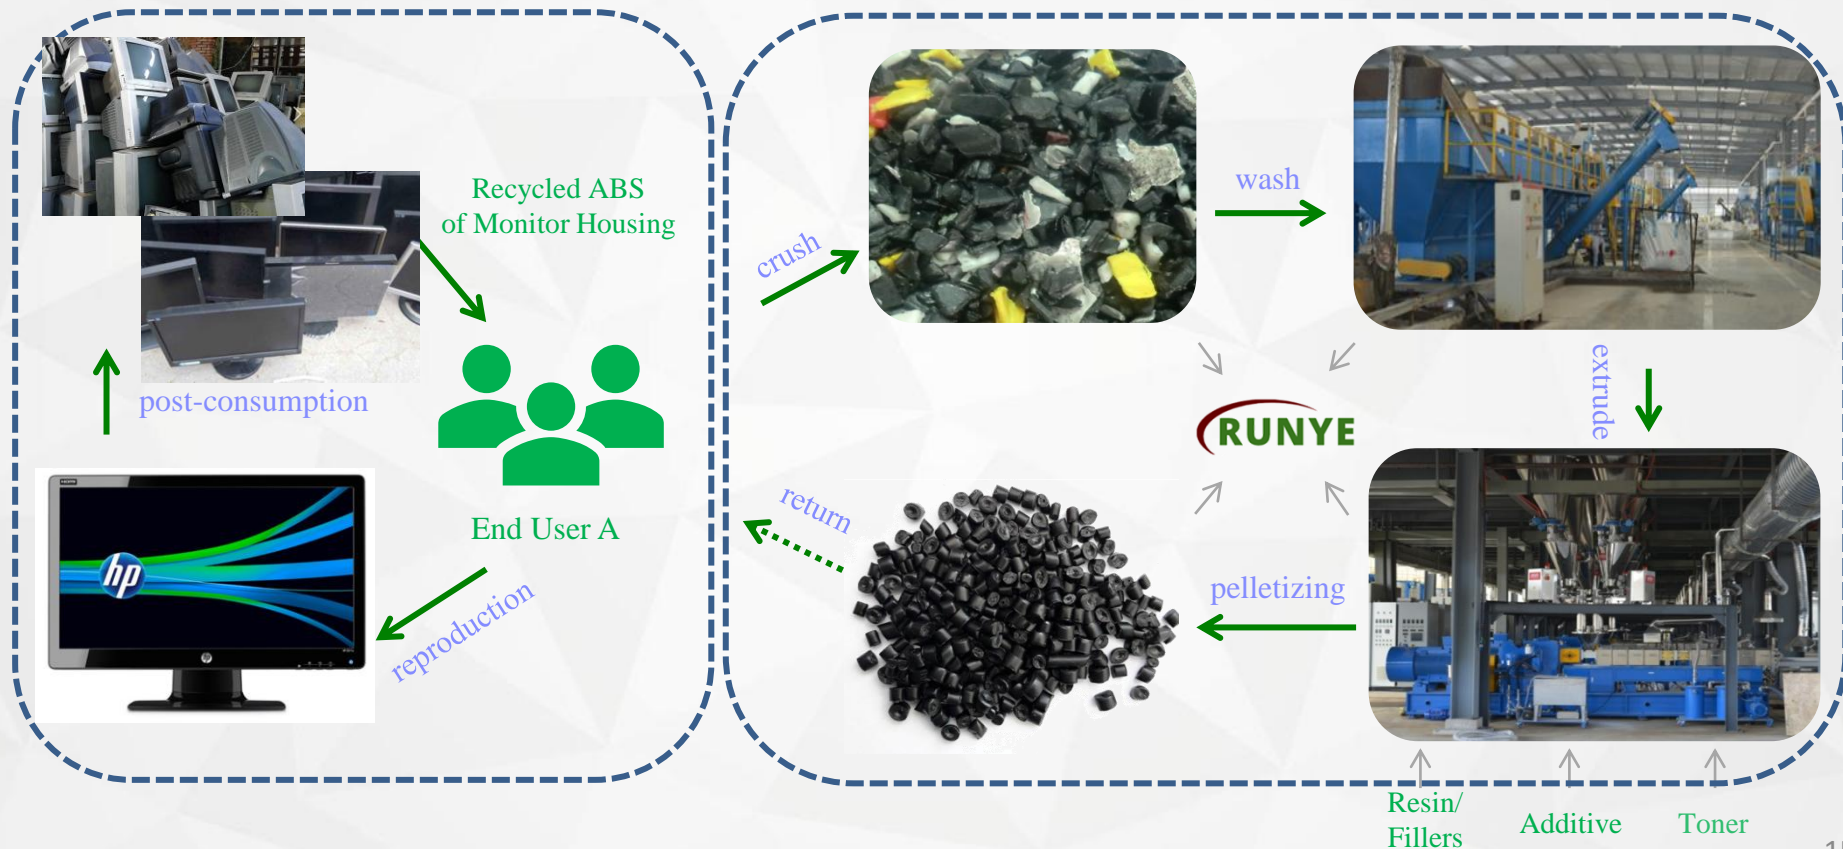 Recycled ABS
of Monitor Housing
post-consumption
End User A
reproduction
hp
crush
wash
extrude
RUNYE
return
pelletizing
Resin/
Fillers
Additive
Toner
1